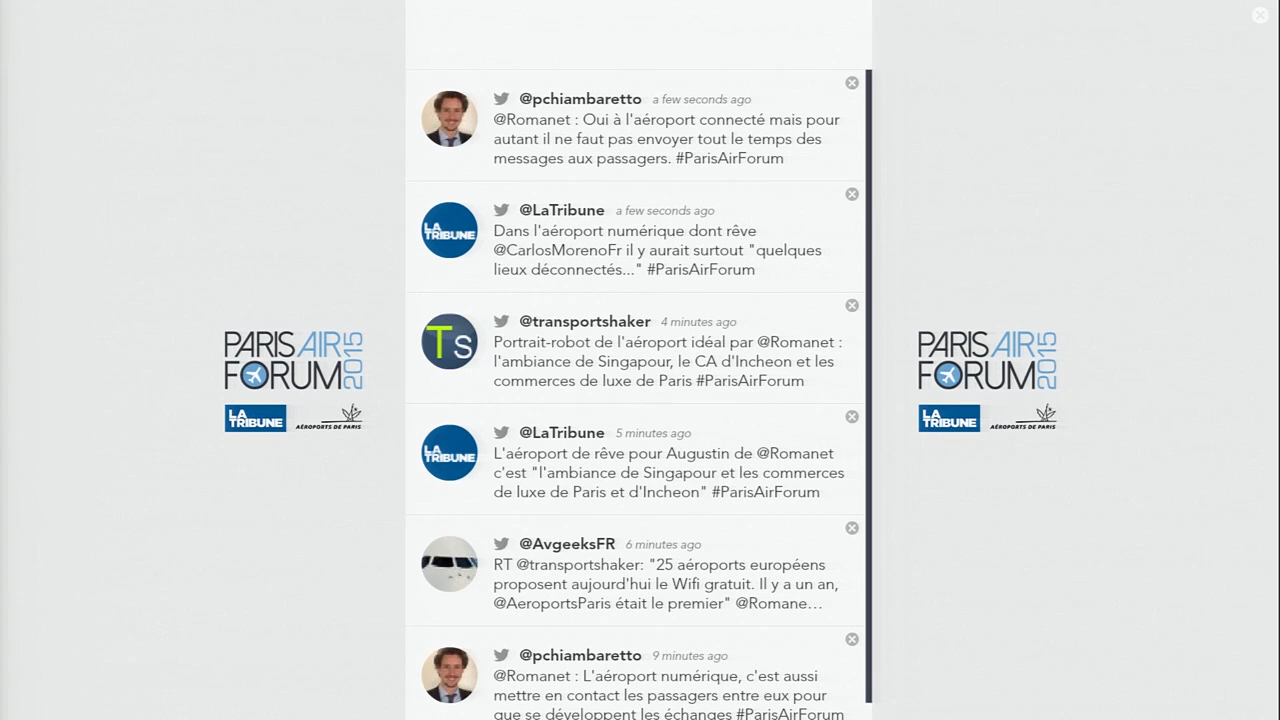 @pchiambaretto a few seconds ago
@Romanet : Oui à l'aéroport connecté mais pour
autant il ne faut pas envoyer tout le temps des
messages aux passagers. #ParisAirForum
@LaTribune a few seconds ago
LA
TRIBUNE
Dans l'aéroport numérique dont rêve
@CarlosMorenoFr il y aurait surtout "quelques
lieux déconnectés..." #ParisAirForum
@transportshaker 4 minutes ago
Ts
Portrait-robot de l'aéroport idéal par @Romanet :
l'ambiance de Singapour, le CA d'Incheon et les
commerces de luxe de Paris #ParisAirForum
@LaTribune 5 minutes ago
LA
TRIBUNE
L'aéroport de rêve pour Augustin de @Romanet
c'est "l'ambiance de Singapour et les commerces
de luxe de Paris et d'Incheon" #ParisAirForum
@AvgeeksFR 6 minutes ago
RT @transportshaker: "25 aéroports européens
proposent aujourd'hui le Wifi gratuit. Il y a un an,
@AeroportsParis était le premier" @Romane…
@pchiambaretto 9 minutes ago
@Romanet : L'aéroport numérique, c'est aussi
mettre en contact les passagers entre eux pour
que se développent les échanges #ParisAirForum
PARIS AIR
FORUM
2015
LA
TRIBUNE
AÉROPORTS DE PARIS
PARIS AIR
FORUM
2015
LA
TRIBUNE
AÉROPORTS DE PARIS